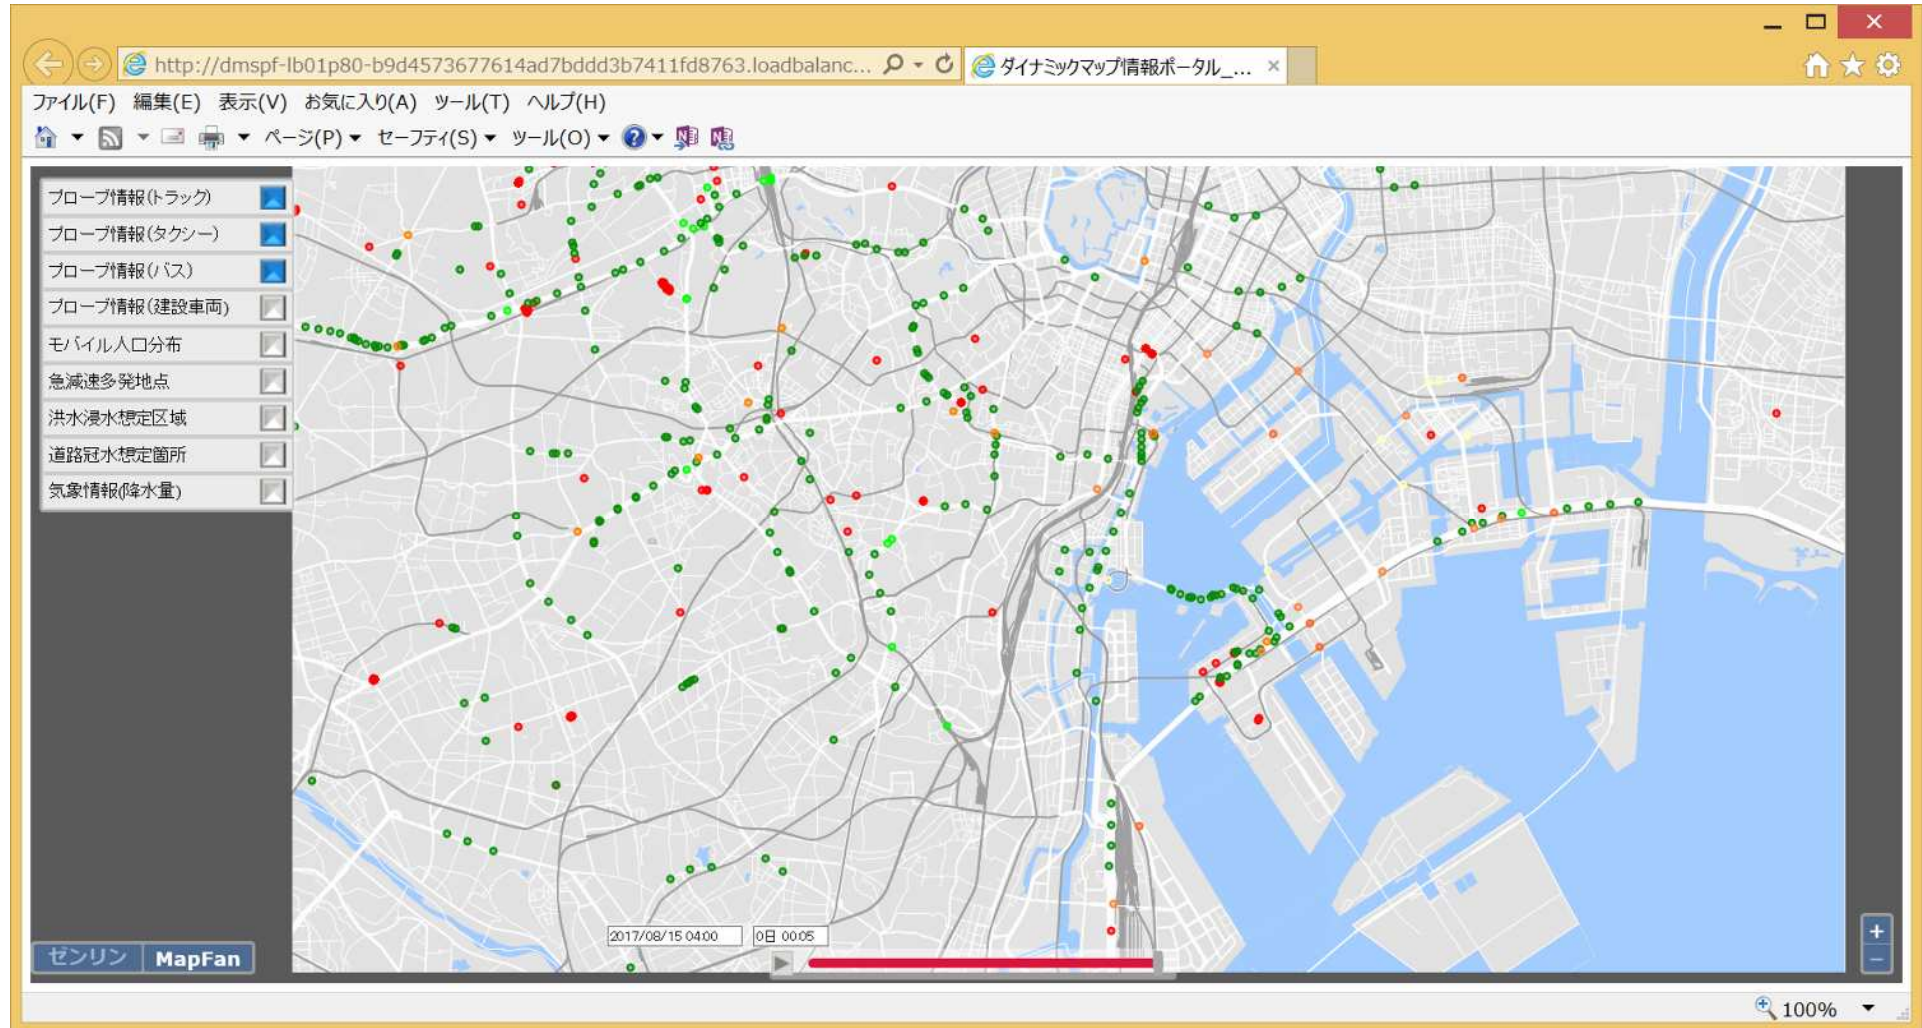 http://dmspf-lb01p80-b9d4573677614ad7bddd3b7411fd8763.loadbalanc...
ダイナミックマップ情報ポータル_...
ファイル(F) 編集(E) 表示(V) お気に入り(A) ツール(T) ヘルプ(H)
ページ(P) セーフティ(S) ツール(O)
プローブ情報(トラック)
プローブ情報(タクシー)
プローブ情報(バス)
プローブ情報(建設車両)
モバイル人口分布
急減速多発地点
洪水浸水想定区域
道路冠水想定箇所
気象情報(降水量)
2017/08/15 04:00 0日 00:05
ゼンリン MapFan
+
−
100%